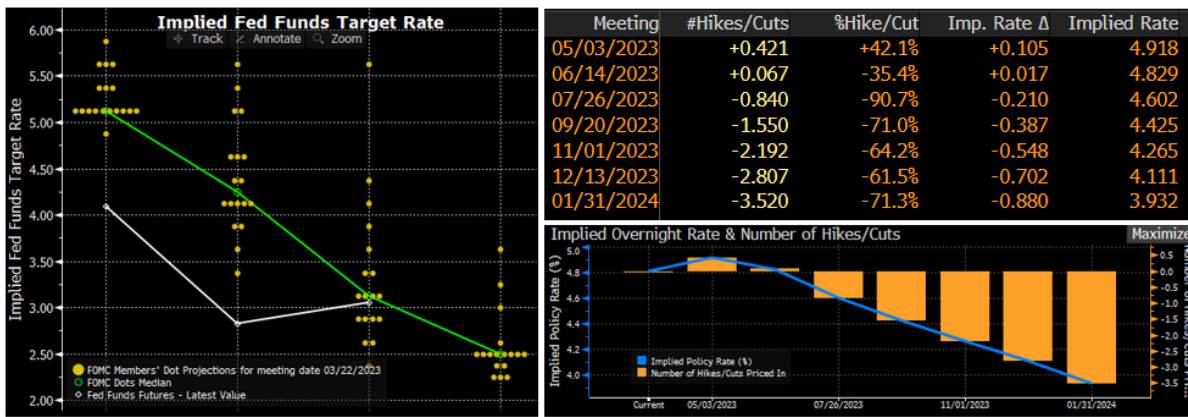 Implied Fed Funds Target Rate
Track Annotate Zoom
6.00
5.50
5.00
4.50
4.00
3.50
3.00
2.50
2.00
Implied Fed Funds Target Rate
FOMC Members' Dot Projections for meeting date 03/22/2023
FOMC Dots Median
Fed Funds Futures - Latest Value
Meeting #Hikes/Cuts %Hike/Cut Imp. Rate Δ Implied Rate
05/03/2023 +0.421 +42.1% +0.105 4.918
06/14/2023 +0.067 -35.4% +0.017 4.829
07/26/2023 -0.840 -90.7% -0.210 4.602
09/20/2023 -1.550 -71.0% -0.387 4.425
11/01/2023 -2.192 -64.2% -0.548 4.265
12/13/2023 -2.807 -61.5% -0.702 4.111
01/31/2024 -3.520 -71.3% -0.880 3.932
Implied Overnight Rate & Number of Hikes/Cuts Maximize
Implied Policy Rate (%)
5.0
4.8
4.6
4.4
4.2
4.0
Implied Policy Rate (%)
Number of Hikes/Cuts Priced In
0.5
0.0
-0.5
-1.0
-1.5
-2.0
-2.5
-3.0
-3.5
Current 05/03/2023 07/26/2023 11/01/2023 01/31/2024